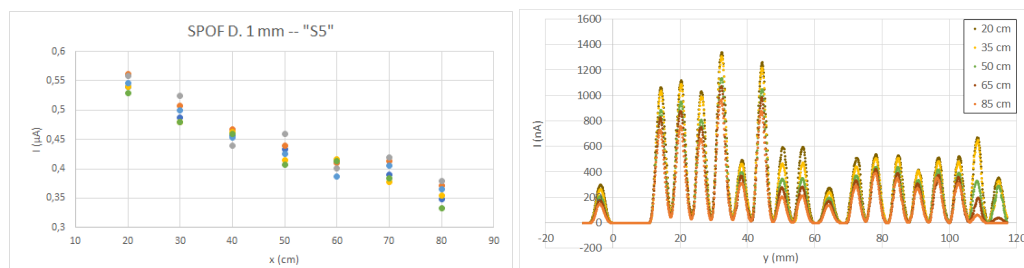 SPOF D. 1 mm -- "S5"
0,6
0,55
0,5
0,45
0,4
0,35
0,3
I (μA)
10 20 30 40 50 60 70 80 90
x (cm)
1600
1400
1200
1000
800
600
400
200
0
-200
I (nA)
-20 0 20 40 60 80 100 120
y (mm)
20 cm
35 cm
50 cm
65 cm
85 cm